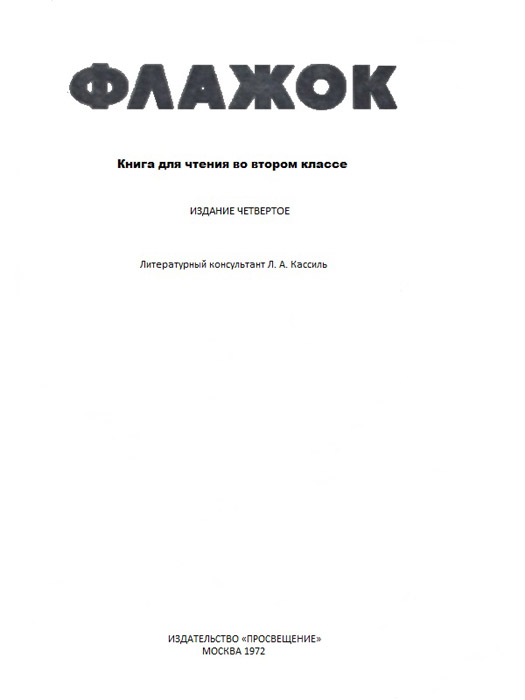 ФЛАЖОК
Книга для чтения во втором классе
ИЗДАНИЕ ЧЕТВЕРТОЕ
Литературный консультант Л. А. Кассиль
ИЗДАТЕЛЬСТВО «ПРОСВЕЩЕНИЕ»
МОСКВА 1972